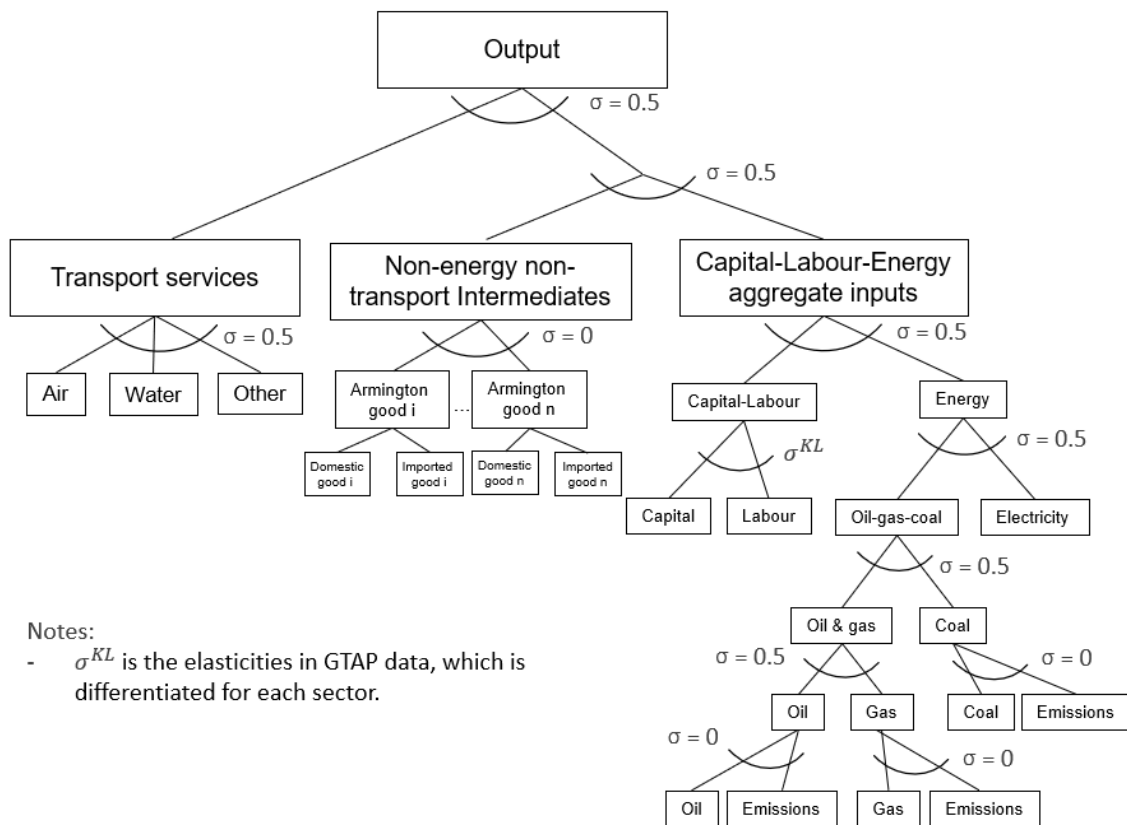 Output
σ = 0.5
σ = 0.5
Transport services
Non-energy non-
transport Intermediates
Capital-Labour-Energy
aggregate inputs
σ = 0.5
σ = 0
σ = 0.5
Air
Water
Other
Armington
good i
...
Armington
good n
Capital-Labour
Energy
Domestic
good i
Imported
good i
Domestic
good n
Imported
good n
σ^KL
σ = 0.5
Capital
Labour
Oil-gas-coal
Electricity
σ = 0.5
Oil & gas
Coal
σ = 0.5
σ = 0
Oil
Gas
Coal
Emissions
σ = 0
σ = 0
Oil
Emissions
Gas
Emissions
Notes:
- σ^KL is the elasticities in GTAP data, which is
differentiated for each sector.